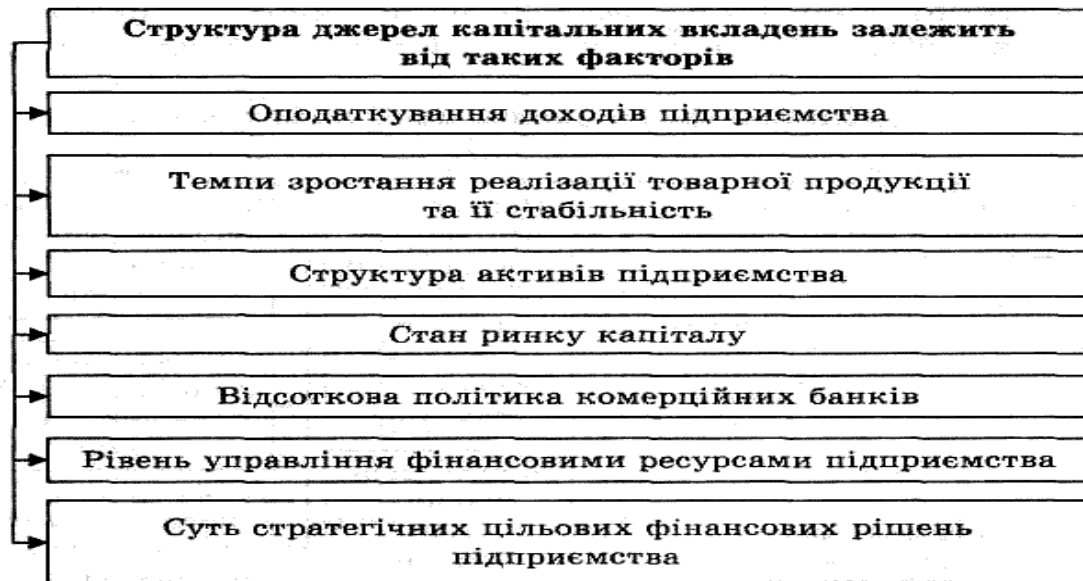 Структура джерел капітальних вкладень залежить
від таких факторів
Оподаткування доходів підприємства
Темпи зростання реалізації товарної продукції
та її стабільність
Структура активів підприємства
Стан ринку капіталу
Відсоткова політика комерційних банків
Рівень управління фінансовими ресурсами підприємства
Суть стратегічних цільових фінансових рішень
підприємства